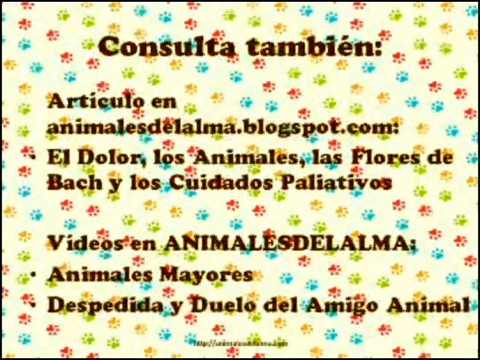 Consulta también:
Artículo en
animalesdelalma.blogspot.com:
· El Dolor, los Animales, las Flores de
Bach y los Cuidados Paliativos
Vídeos en ANIMALESDELALMA:
· Animales Mayores
· Despedida y Duelo del Amigo Animal